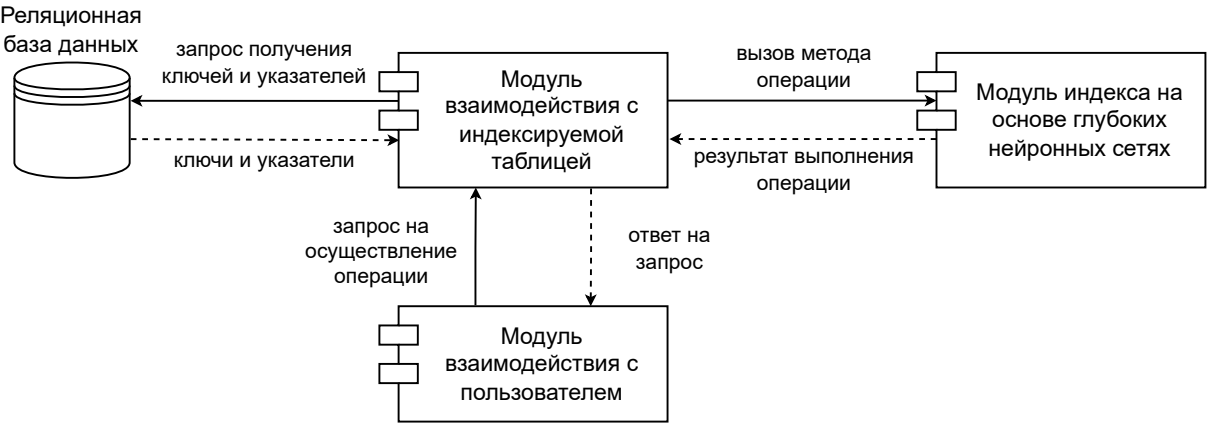 Реляционная
база данных
запрос получения
ключей и указателей
ключи и указатели
Модуль
взаимодействия с
индексируемой
таблицей
вызов метода
операции
результат выполнения
операции
Модуль индекса на
основе глубоких
нейронных сетях
запрос на
осуществление
операции
ответ на
запрос
Модуль
взаимодействия с
пользователем